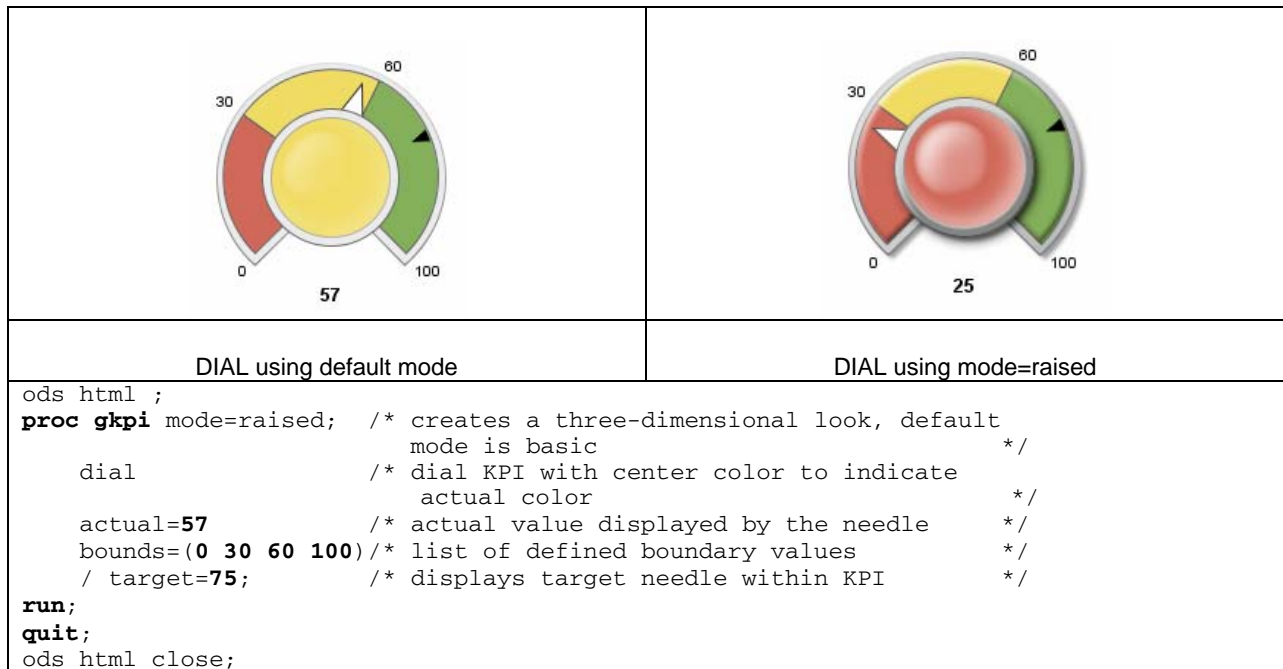 60
30
0
100
57
60
30
0
100
25
DIAL using default mode
DIAL using mode=raised
ods html ;
proc gkpi mode=raised;  /* creates a three-dimensional look, default
                          mode is basic                          */
    dial                /* dial KPI with center color to indicate
                           actual color                          */
    actual=57           /* actual value displayed by the needle    */
    bounds=(0 30 60 100)/* list of defined boundary values         */
    / target=75;        /* displays target needle within KPI       */
run;
quit;
ods html close;